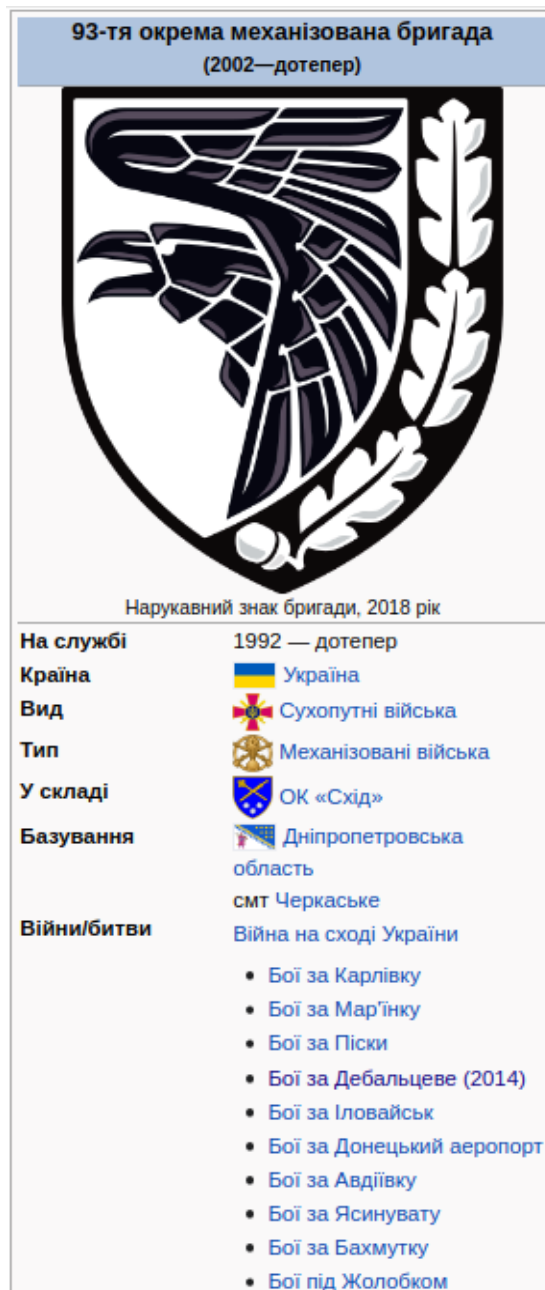 93-тя окрема механізована бригада
(2002—дотепер)
Нарукавний знак бригади, 2018 рік
На службі 1992 — дотепер
Країна Україна
Вид Сухопутні війська
Тип Механізовані війська
У складі ОК «Схід»
Базування Дніпропетровська
область
смт Черкаське
Війни/битви Війна на сході України
Бої за Карлівку
Бої за Мар'їнку
Бої за Піски
Бої за Дебальцеве (2014)
Бої за Іловайськ
Бої за Донецький аеропорт
Бої за Авдіївку
Бої за Ясинувату
Бої за Бахмутку
Бої під Жолобком